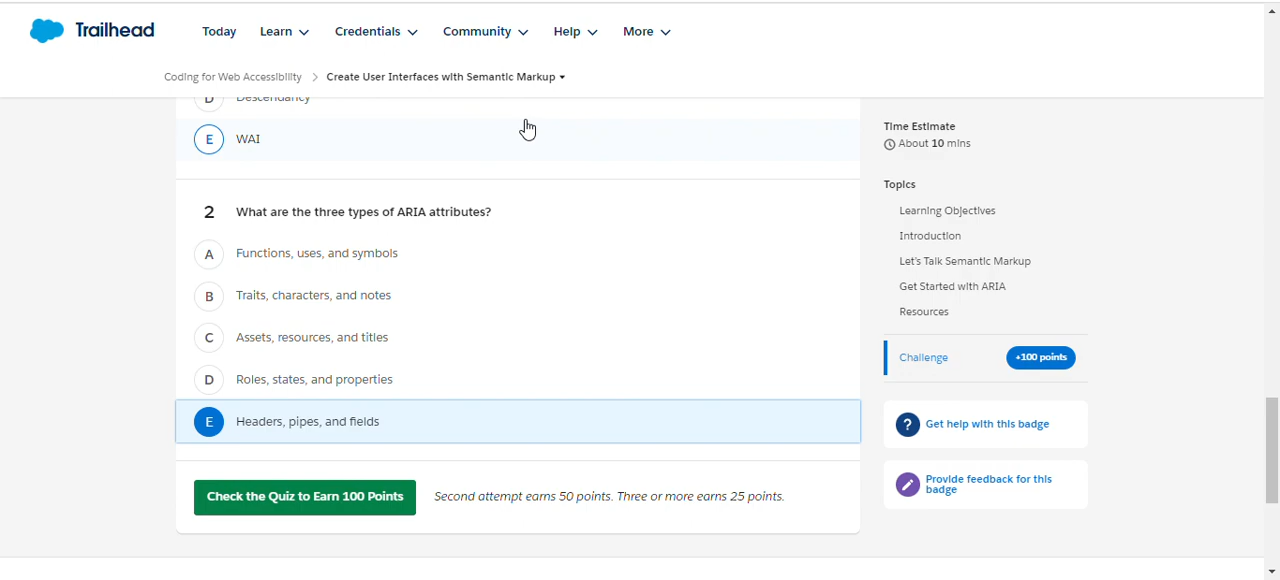 Trailhead
Today
Learn
Credentials
Community
Help
More
Coding for Web Accessibility > Create User Interfaces with Semantic Markup
D Descendancy
E WAI
2 What are the three types of ARIA attributes?
A Functions, uses, and symbols
B Traits, characters, and notes
C Assets, resources, and titles
D Roles, states, and properties
E Headers, pipes, and fields
Check the Quiz to Earn 100 Points
Second attempt earns 50 points. Three or more earns 25 points.
Time Estimate
About 10 mins
Topics
Learning Objectives
Introduction
Let's Talk Semantic Markup
Get Started with ARIA
Resources
Challenge
+100 points
? Get help with this badge
Provide feedback for this
badge